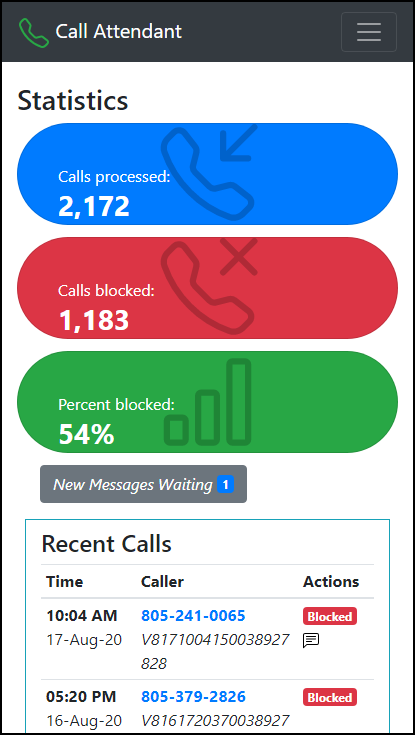 Call Attendant
Statistics
Calls processed:
2,172
Calls blocked:
1,183
Percent blocked:
54%
New Messages Waiting 1
Recent Calls
Time Caller Actions
10:04 AM 805-241-0065 Blocked
17-Aug-20 V8171004150038927
828
05:20 PM 805-379-2826 Blocked
16-Aug-20 V8161720370038927